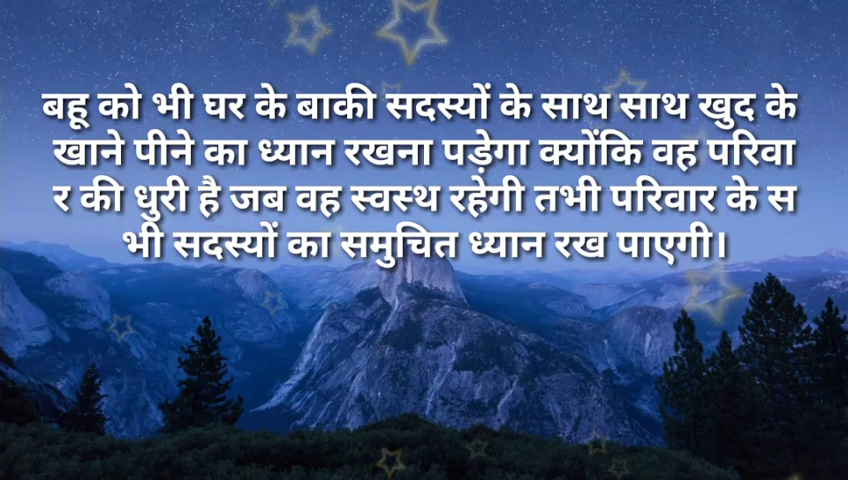 बहू को भी घर के बाकी सदस्यों के साथ साथ खुद के
खाने पीने का ध्यान रखना पड़ेगा क्योंकि वह परिवा
र की धुरी है जब वह स्वस्थ रहेगी तभी परिवार के स
भी सदस्यों का समुचित ध्यान रख पाएगी।